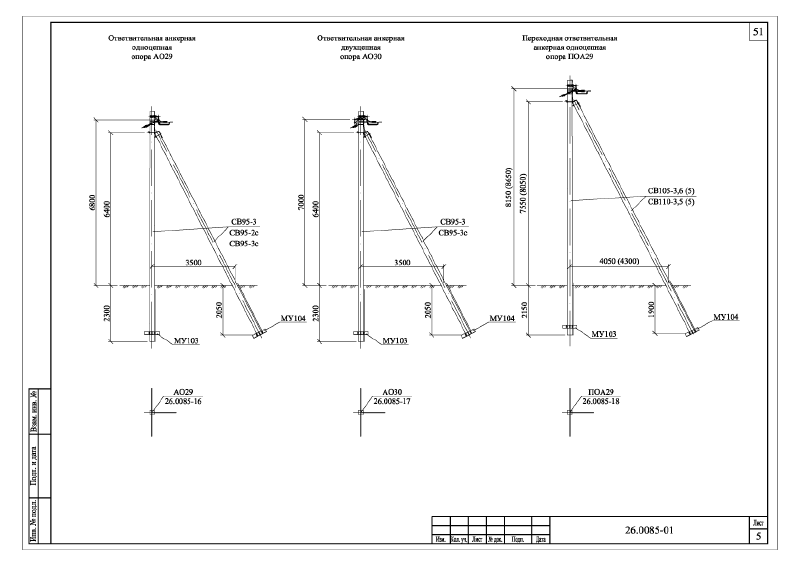 51
Ответвительная анкерная
одноцепная
опора АО29
Ответвительная анкерная
двухцепная
опора АО30
Переходная ответвительная
анкерная одноцепная
опора ПОА29
6800
6400
СВ95-3
СВ95-2с
СВ95-3с
3500
2300
2050
МУ104
МУ103
7000
6400
СВ95-3
СВ95-3с
3500
2300
2050
МУ104
МУ103
8150 (8650)
7550 (8050)
СВ105-3,6 (5)
СВ110-3,5 (5)
4050 (4300)
2150
1900
МУ104
МУ103
АО29
26.0085-16
АО30
26.0085-17
ПОА29
26.0085-18
Взам. инв. №
Подп. и дата
Инв. № подл.
Изм. Кол. уч. Лист № док. Подп. Дата
26.0085-01
Лист
5